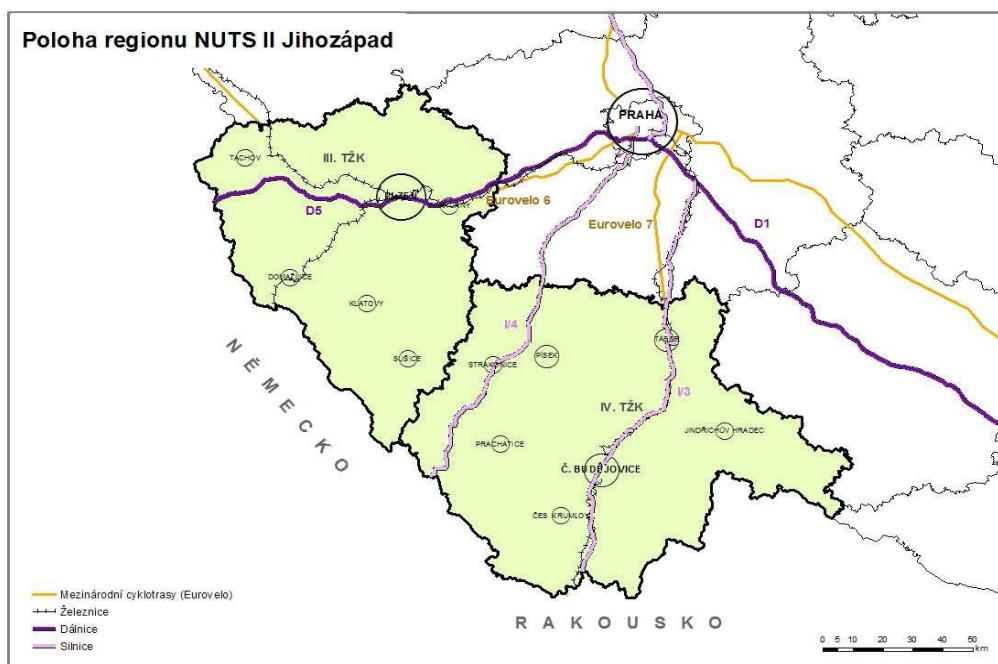 Poloha regionu NUTS II Jihozápad
PRAHA
TACHOV
III. TŽK
D5
Eurovelo 6
Eurovelo 7
D1
DOMAŽLICE
KLATOVY
I/4
SUŠICE
STRAKONICE
PÍSEK
TÁBOR
NĚMECKO
IV. TŽK
I/3
JINDŘICHŮV HRADEC
PRACHATICE
Č. BUDĚJOVICE
ČES. KRUMLOV
RAKOUSKO
Mezinárodní cyklotrasy (Eurovelo)
Železnice
Dálnice
Silnice
0 5 10 20 30 40 50
km